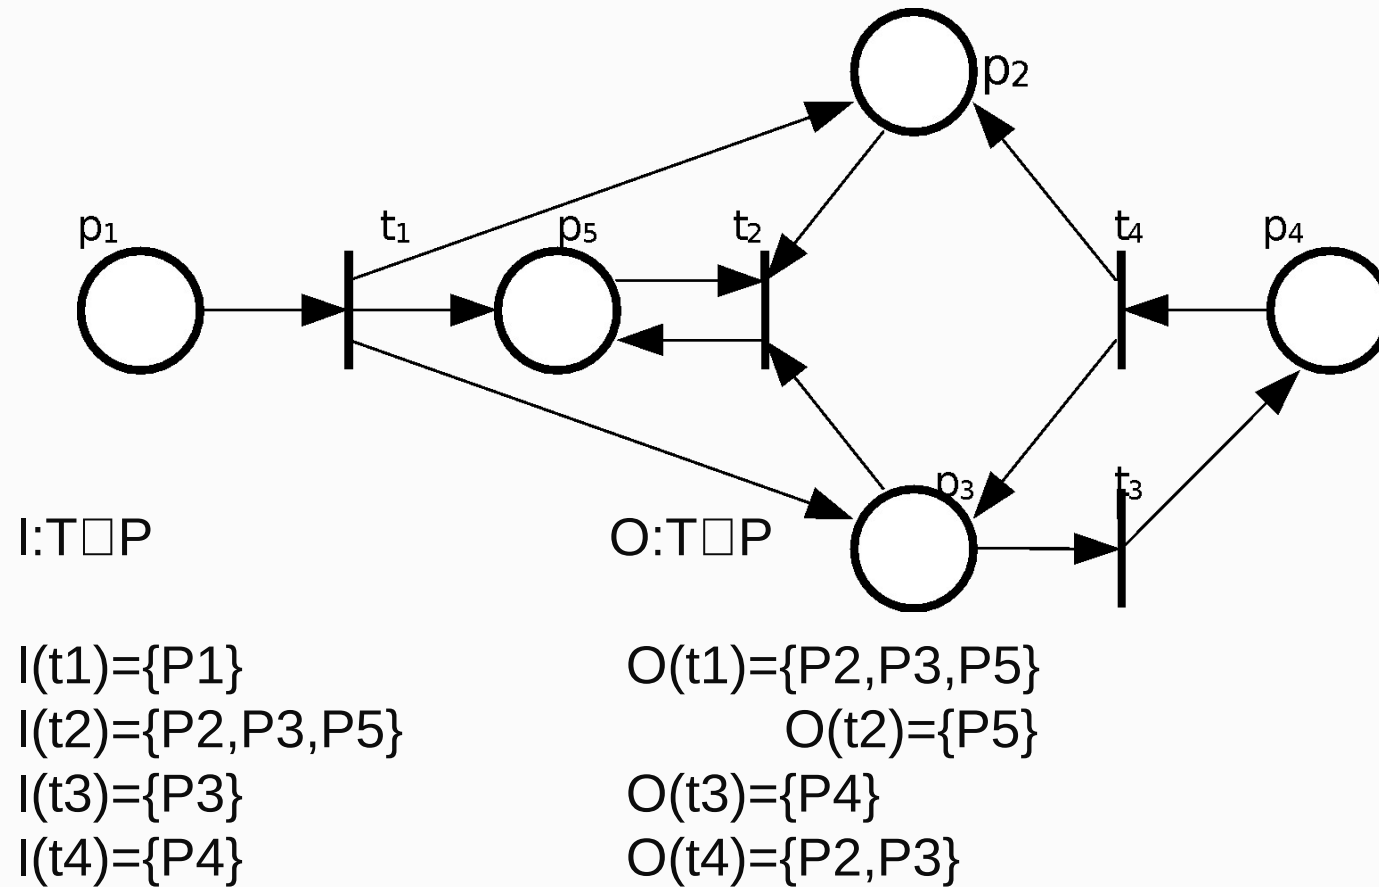 p₂
p₁
t₁
p₅
t₂
t₄
p₄
p₃
t₃
I:T□P
O:T□P
I(t1)={P1}
O(t1)={P2,P3,P5}
I(t2)={P2,P3,P5}
O(t2)={P5}
I(t3)={P3}
O(t3)={P4}
I(t4)={P4}
O(t4)={P2,P3}